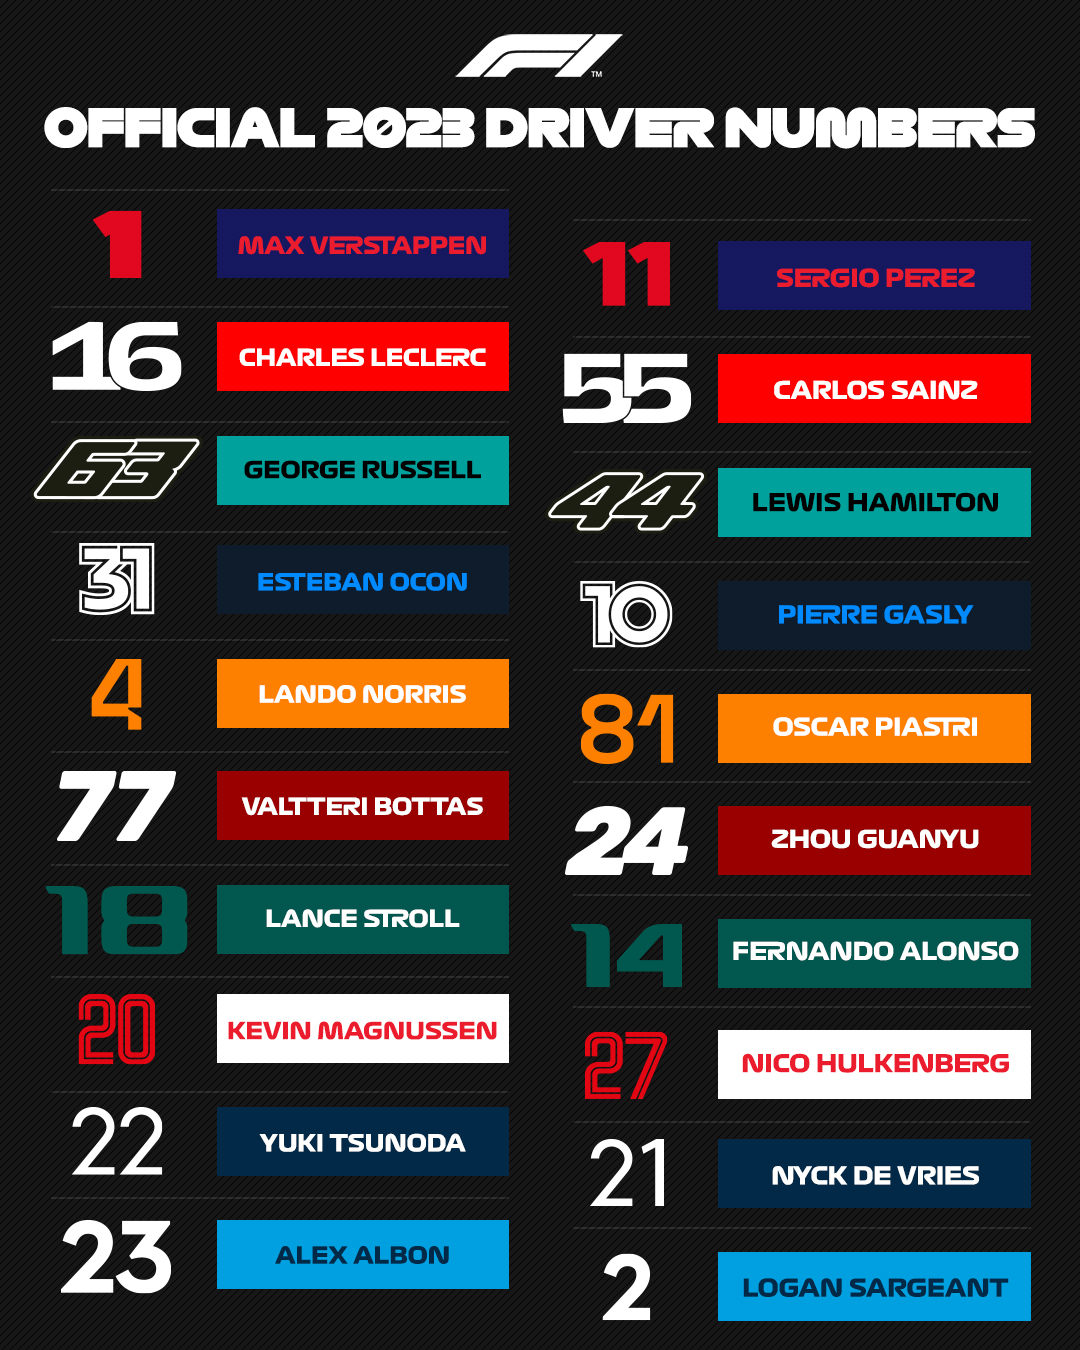 F1 ™
OFFICIAL 2023 DRIVER NUMBERS
1 MAX VERSTAPPEN
11 SERGIO PEREZ
16 CHARLES LECLERC
55 CARLOS SAINZ
63 GEORGE RUSSELL
44 LEWIS HAMILTON
31 ESTEBAN OCON
10 PIERRE GASLY
4 LANDO NORRIS
81 OSCAR PIASTRI
77 VALTTERI BOTTAS
24 ZHOU GUANYU
18 LANCE STROLL
14 FERNANDO ALONSO
20 KEVIN MAGNUSSEN
27 NICO HULKENBERG
22 YUKI TSUNODA
21 NYCK DE VRIES
23 ALEX ALBON
2 LOGAN SARGEANT